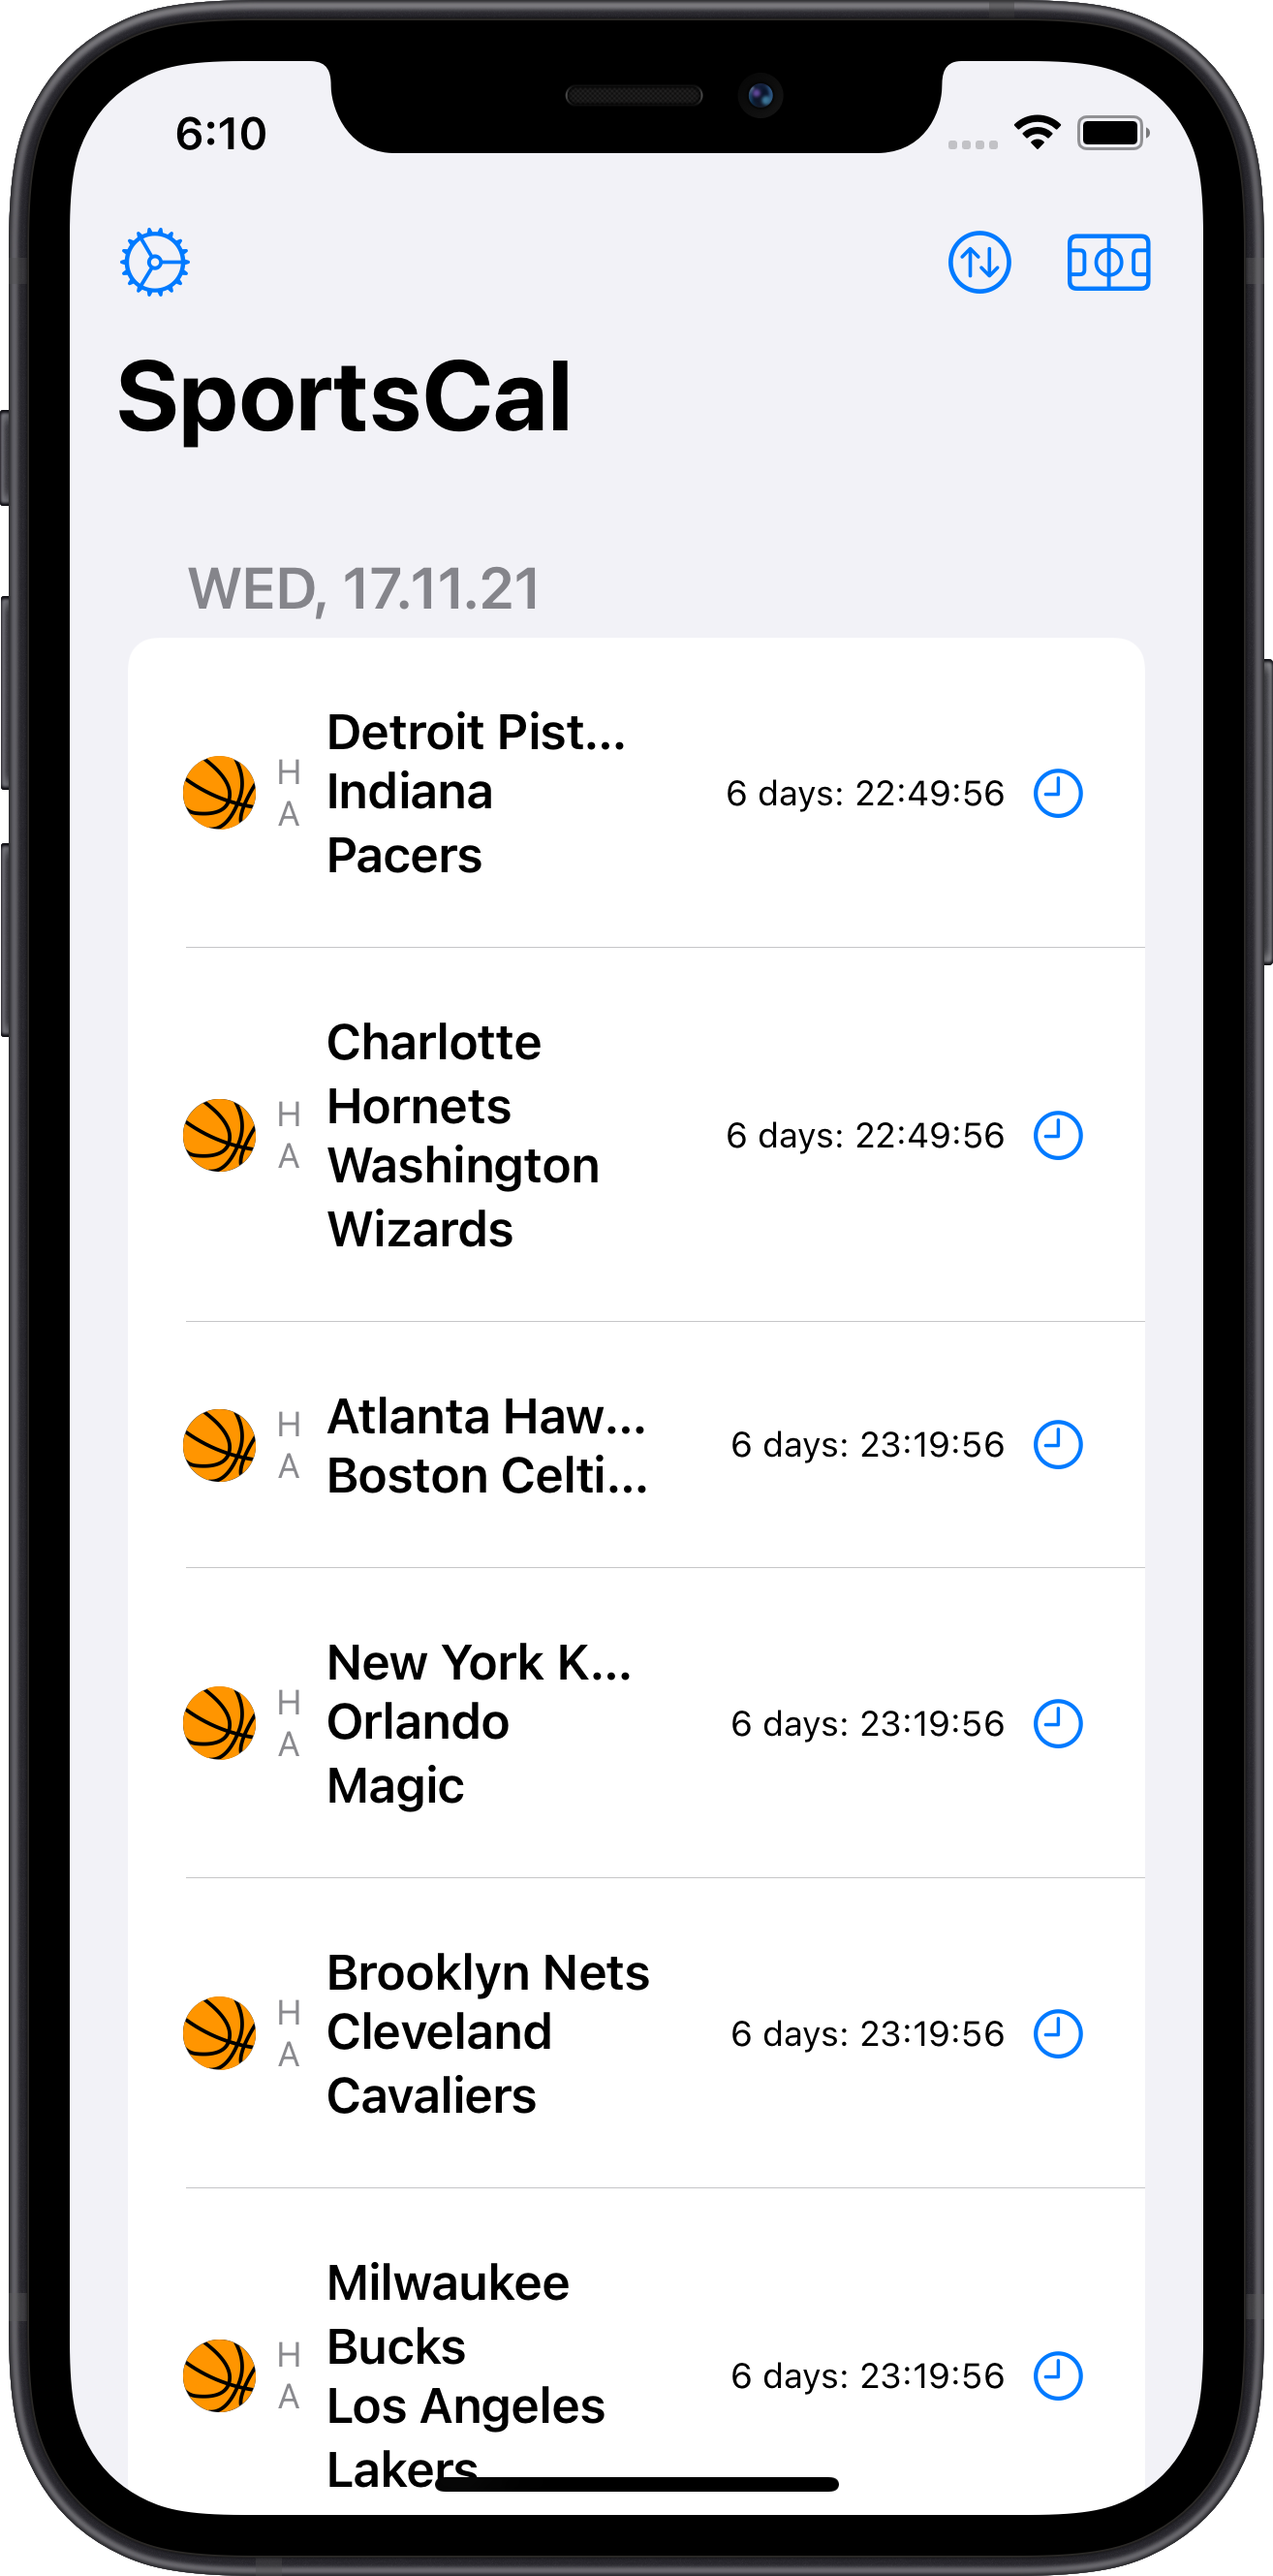 6:10
SportsCal
WED, 17.11.21
H
A
Detroit Pist...
Indiana
Pacers
6 days: 22:49:56
H
A
Charlotte
Hornets
Washington
Wizards
6 days: 22:49:56
H
A
Atlanta Haw...
Boston Celti...
6 days: 23:19:56
H
A
New York K...
Orlando
Magic
6 days: 23:19:56
H
A
Brooklyn Nets
Cleveland
Cavaliers
6 days: 23:19:56
H
A
Milwaukee
Bucks
Los Angeles
Lakers
6 days: 23:19:56